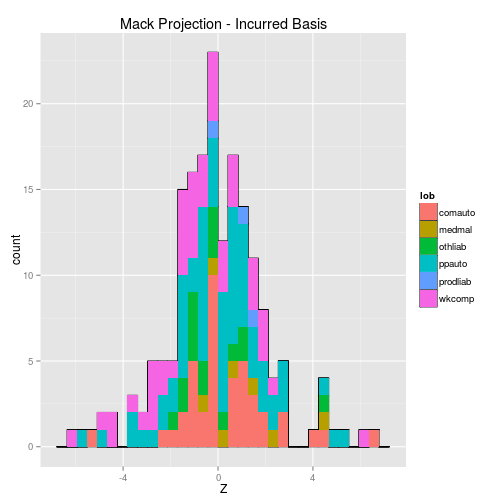 Mack Projection - Incurred Basis
count
20
15
10
5
0
-4
0
4
Z
lob
comauto
medmal
othliab
ppauto
prodliab
wkcomp